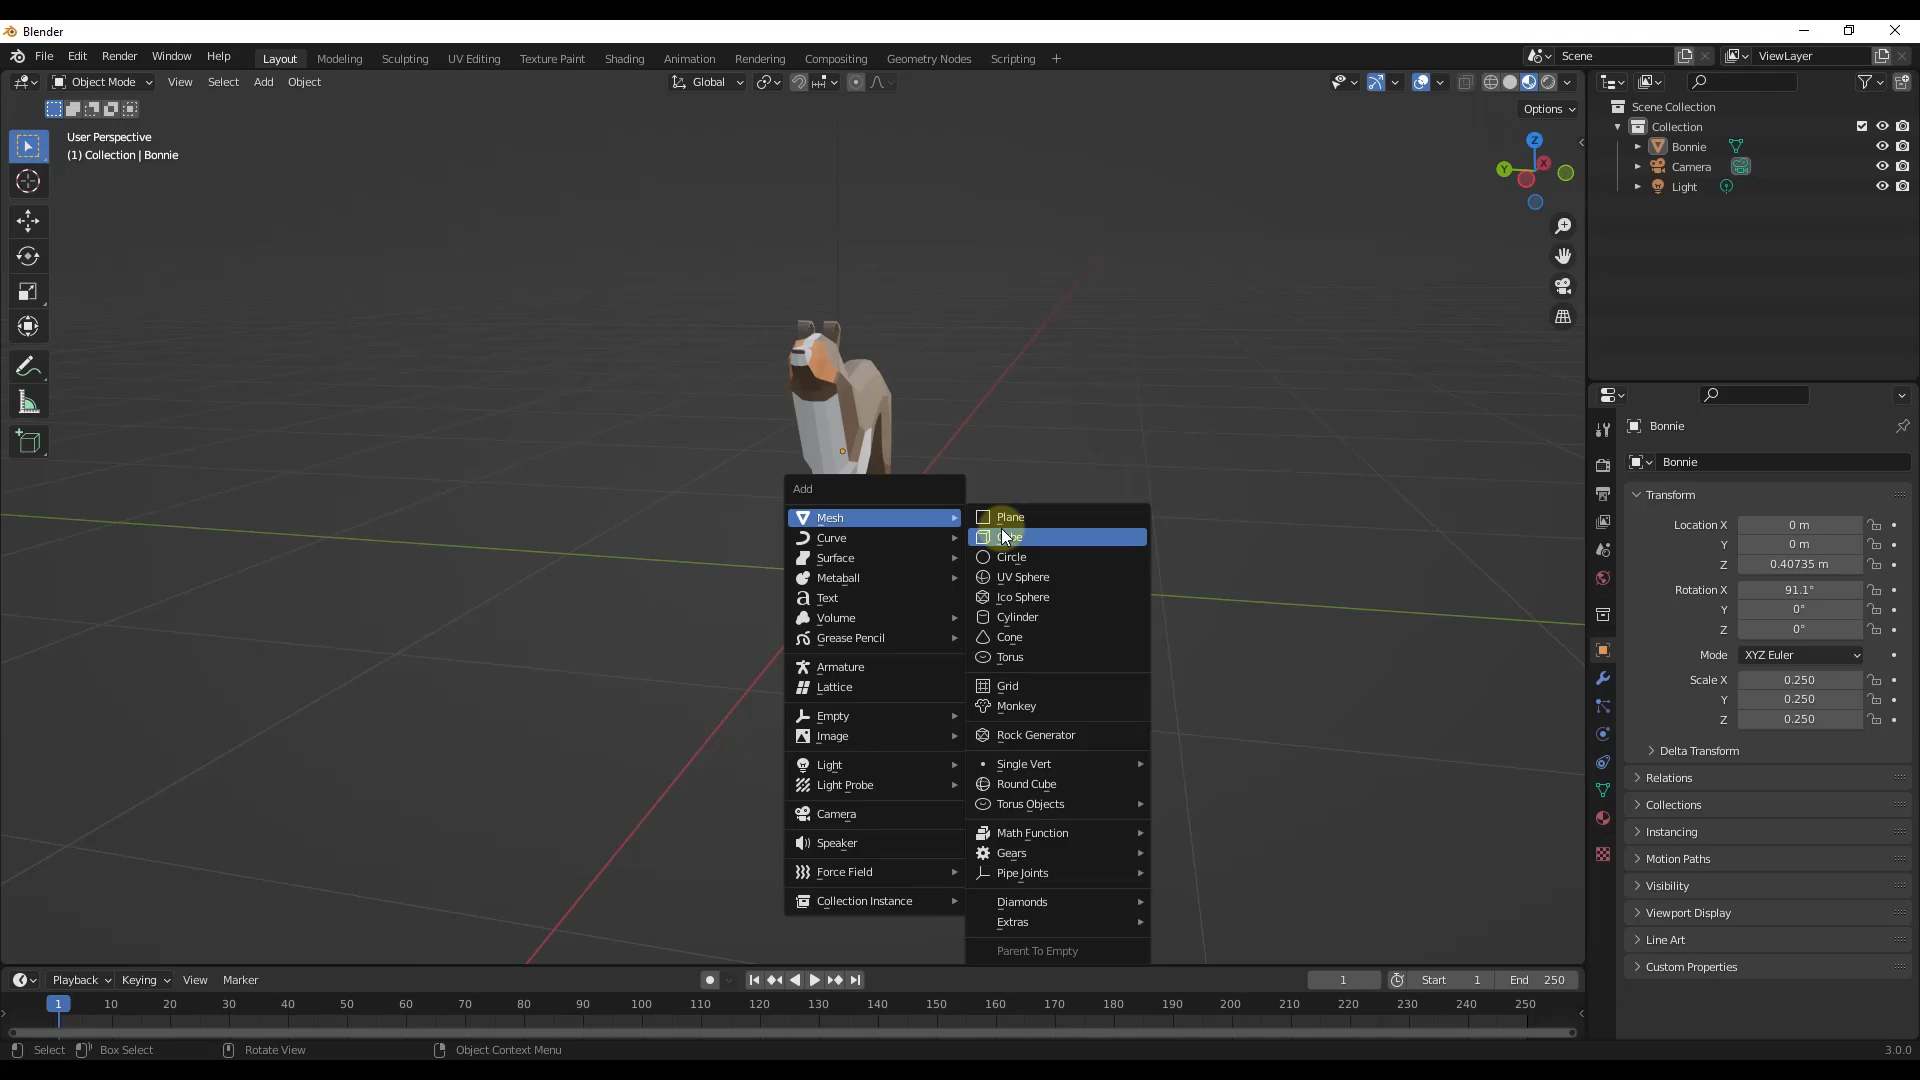 Blender
File Edit Render Window Help Layout Modeling Sculpting UV Editing Texture Paint Shading Animation Rendering Compositing Geometry Nodes Scripting + Scene ViewLayer
Object Mode View Select Add Object Global
Options
User Perspective
(1) Collection | Bonnie
Z
Y
X
Scene Collection
Collection
Bonnie
Camera
Light
Add
Mesh
Curve
Surface
Metaball
Text
Volume
Grease Pencil
Armature
Lattice
Empty
Image
Light
Light Probe
Camera
Speaker
Force Field
Collection Instance
Plane
Circle
UV Sphere
Ico Sphere
Cylinder
Cone
Torus
Grid
Monkey
Rock Generator
Single Vert
Round Cube
Torus Objects
Math Function
Gears
Pipe Joints
Diamonds
Extras
Parent To Empty
Bonnie
Bonnie
Transform
Location X 0 m
Y 0 m
Z 0.40735 m
Rotation X 91.1°
Y 0°
Z 0°
Mode XYZ Euler
Scale X 0.250
Y 0.250
Z 0.250
Delta Transform
Relations
Collections
Instancing
Motion Paths
Visibility
Viewport Display
Line Art
Custom Properties
Playback Keying View Marker 1 Start 1 End 250
1 10 20 30 40 50 60 70 80 90 100 110 120 130 140 150 160 170 180 190 200 210 220 230 240 250
Select Box Select Rotate View Object Context Menu 3.0.0